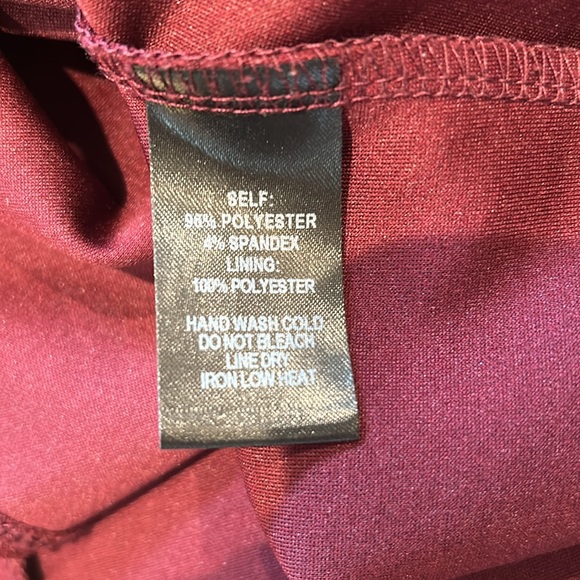 SELF:
96% POLYESTER
4% SPANDEX
LINING:
100% POLYESTER
HAND WASH COLD
DO NOT BLEACH
LINE DRY
IRON LOW HEAT